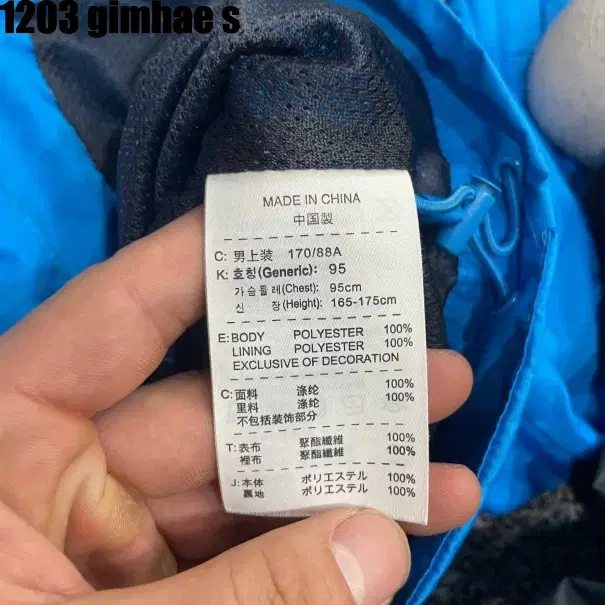 1203 gimhae s
MADE IN CHINA
中国製
C: 男上装 170/88A
K: 호칭(Generic): 95
가슴둘레(Chest): 95cm
신 장(Height): 165-175cm
E: BODY POLYESTER 100%
LINING POLYESTER 100%
EXCLUSIVE OF DECORATION
C: 面料 涤纶 100%
里料 涤纶 100%
不包括装饰部分
T: 表布 聚酯纖維 100%
裡布 聚酯纖維 100%
J: 本体 ポリエステル 100%
裏地 ポリエステル 100%